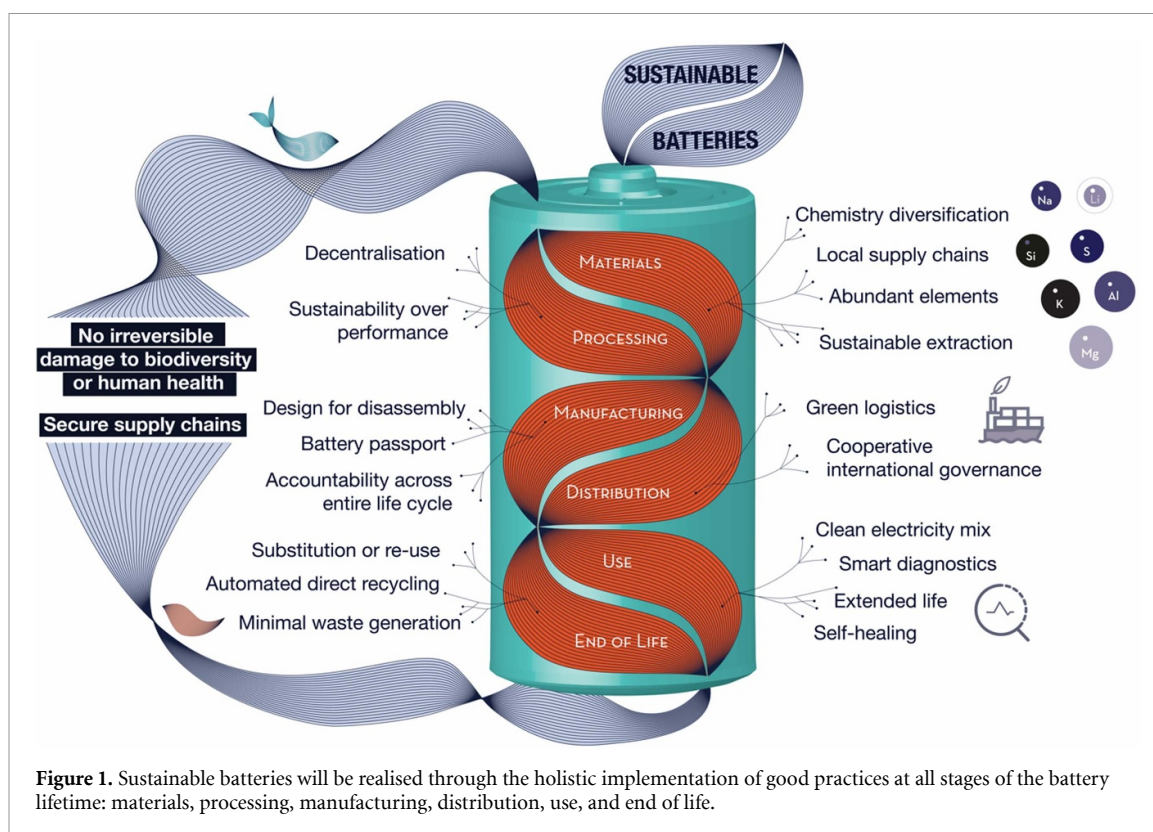 SUSTAINABLE
BATTERIES
Decentralisation
Sustainability over
performance
Design for disassembly
Battery passport
Accountability across
entire life cycle
Substitution or re-use
Automated direct recycling
Minimal waste generation
No irreversible
damage to biodiversity
or human health
Secure supply chains
MATERIALS
PROCESSING
MANUFACTURING
DISTRIBUTION
USE
END OF LIFE
Chemistry diversification
Local supply chains
Abundant elements
Sustainable extraction
Na
Li
Si
S
K
Al
Mg
Green logistics
Cooperative
international governance
Clean electricity mix
Smart diagnostics
Extended life
Self-healing
Figure 1. Sustainable batteries will be realised through the holistic implementation of good practices at all stages of the battery
lifetime: materials, processing, manufacturing, distribution, use, and end of life.